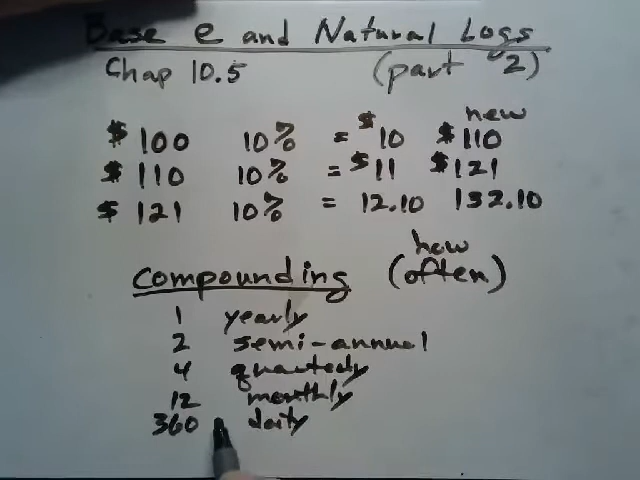 Base e and Natural Logs
Chap 10.5 (part #2)
new
$100 10% = $10 $110
$110 10% = $11 $121
$121 10% = 12.10 132.10
how
compounding (often)
1 yearly
2 semi-annual
4 quarterly
12 monthly
360 daily